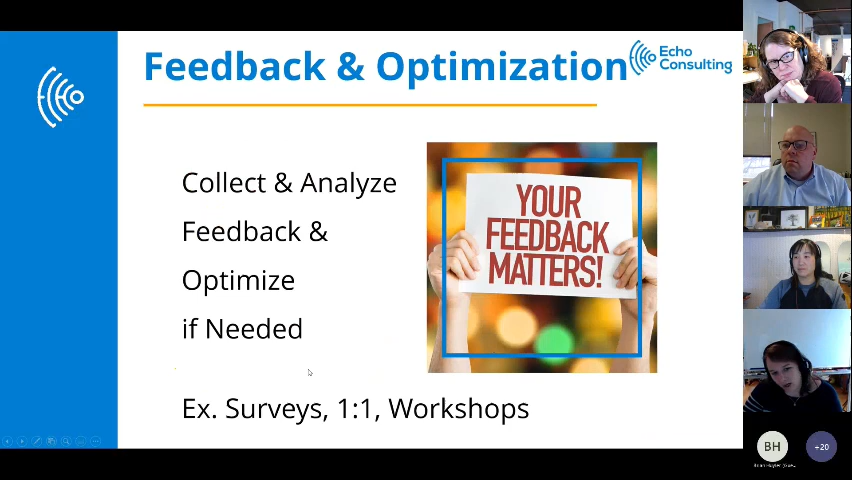 Feedback & Optimization
Echo
Consulting
ECHO
Collect & Analyze
Feedback &
Optimize
if Needed
YOUR
FEEDBACK
MATTERS!
Ex. Surveys, 1:1, Workshops
BH
+20